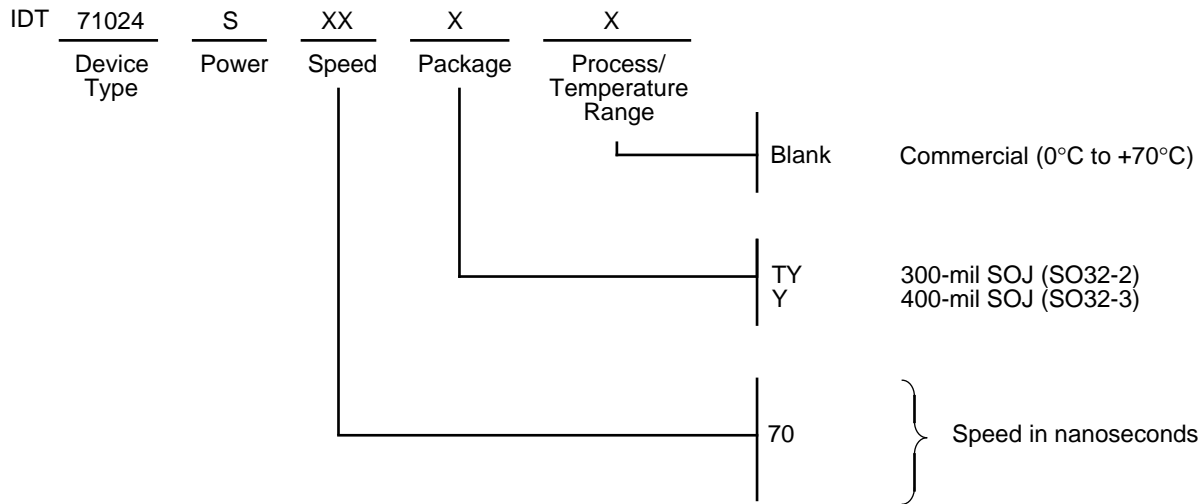 IDT 71024 S XX X X
Device Type Power Speed Package Process/ Temperature Range
Blank Commercial (0°C to +70°C)
TY 300-mil SOJ (SO32-2)
Y 400-mil SOJ (SO32-3)
70 Speed in nanoseconds